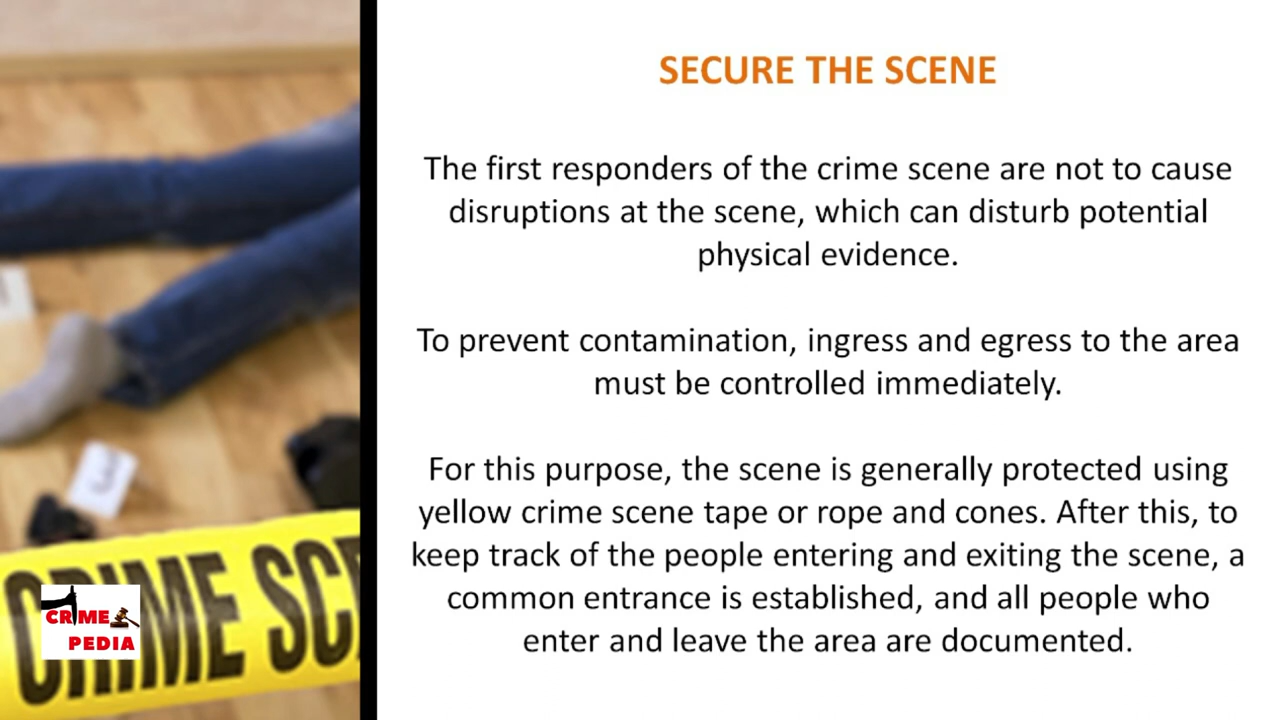 SECURE THE SCENE
The first responders of the crime scene are not to cause
disruptions at the scene, which can disturb potential
physical evidence.
To prevent contamination, ingress and egress to the area
must be controlled immediately.
For this purpose, the scene is generally protected using
yellow crime scene tape or rope and cones. After this, to
keep track of the people entering and exiting the scene, a
common entrance is established, and all people who
enter and leave the area are documented.
CRIME SC
CRIME
PEDIA